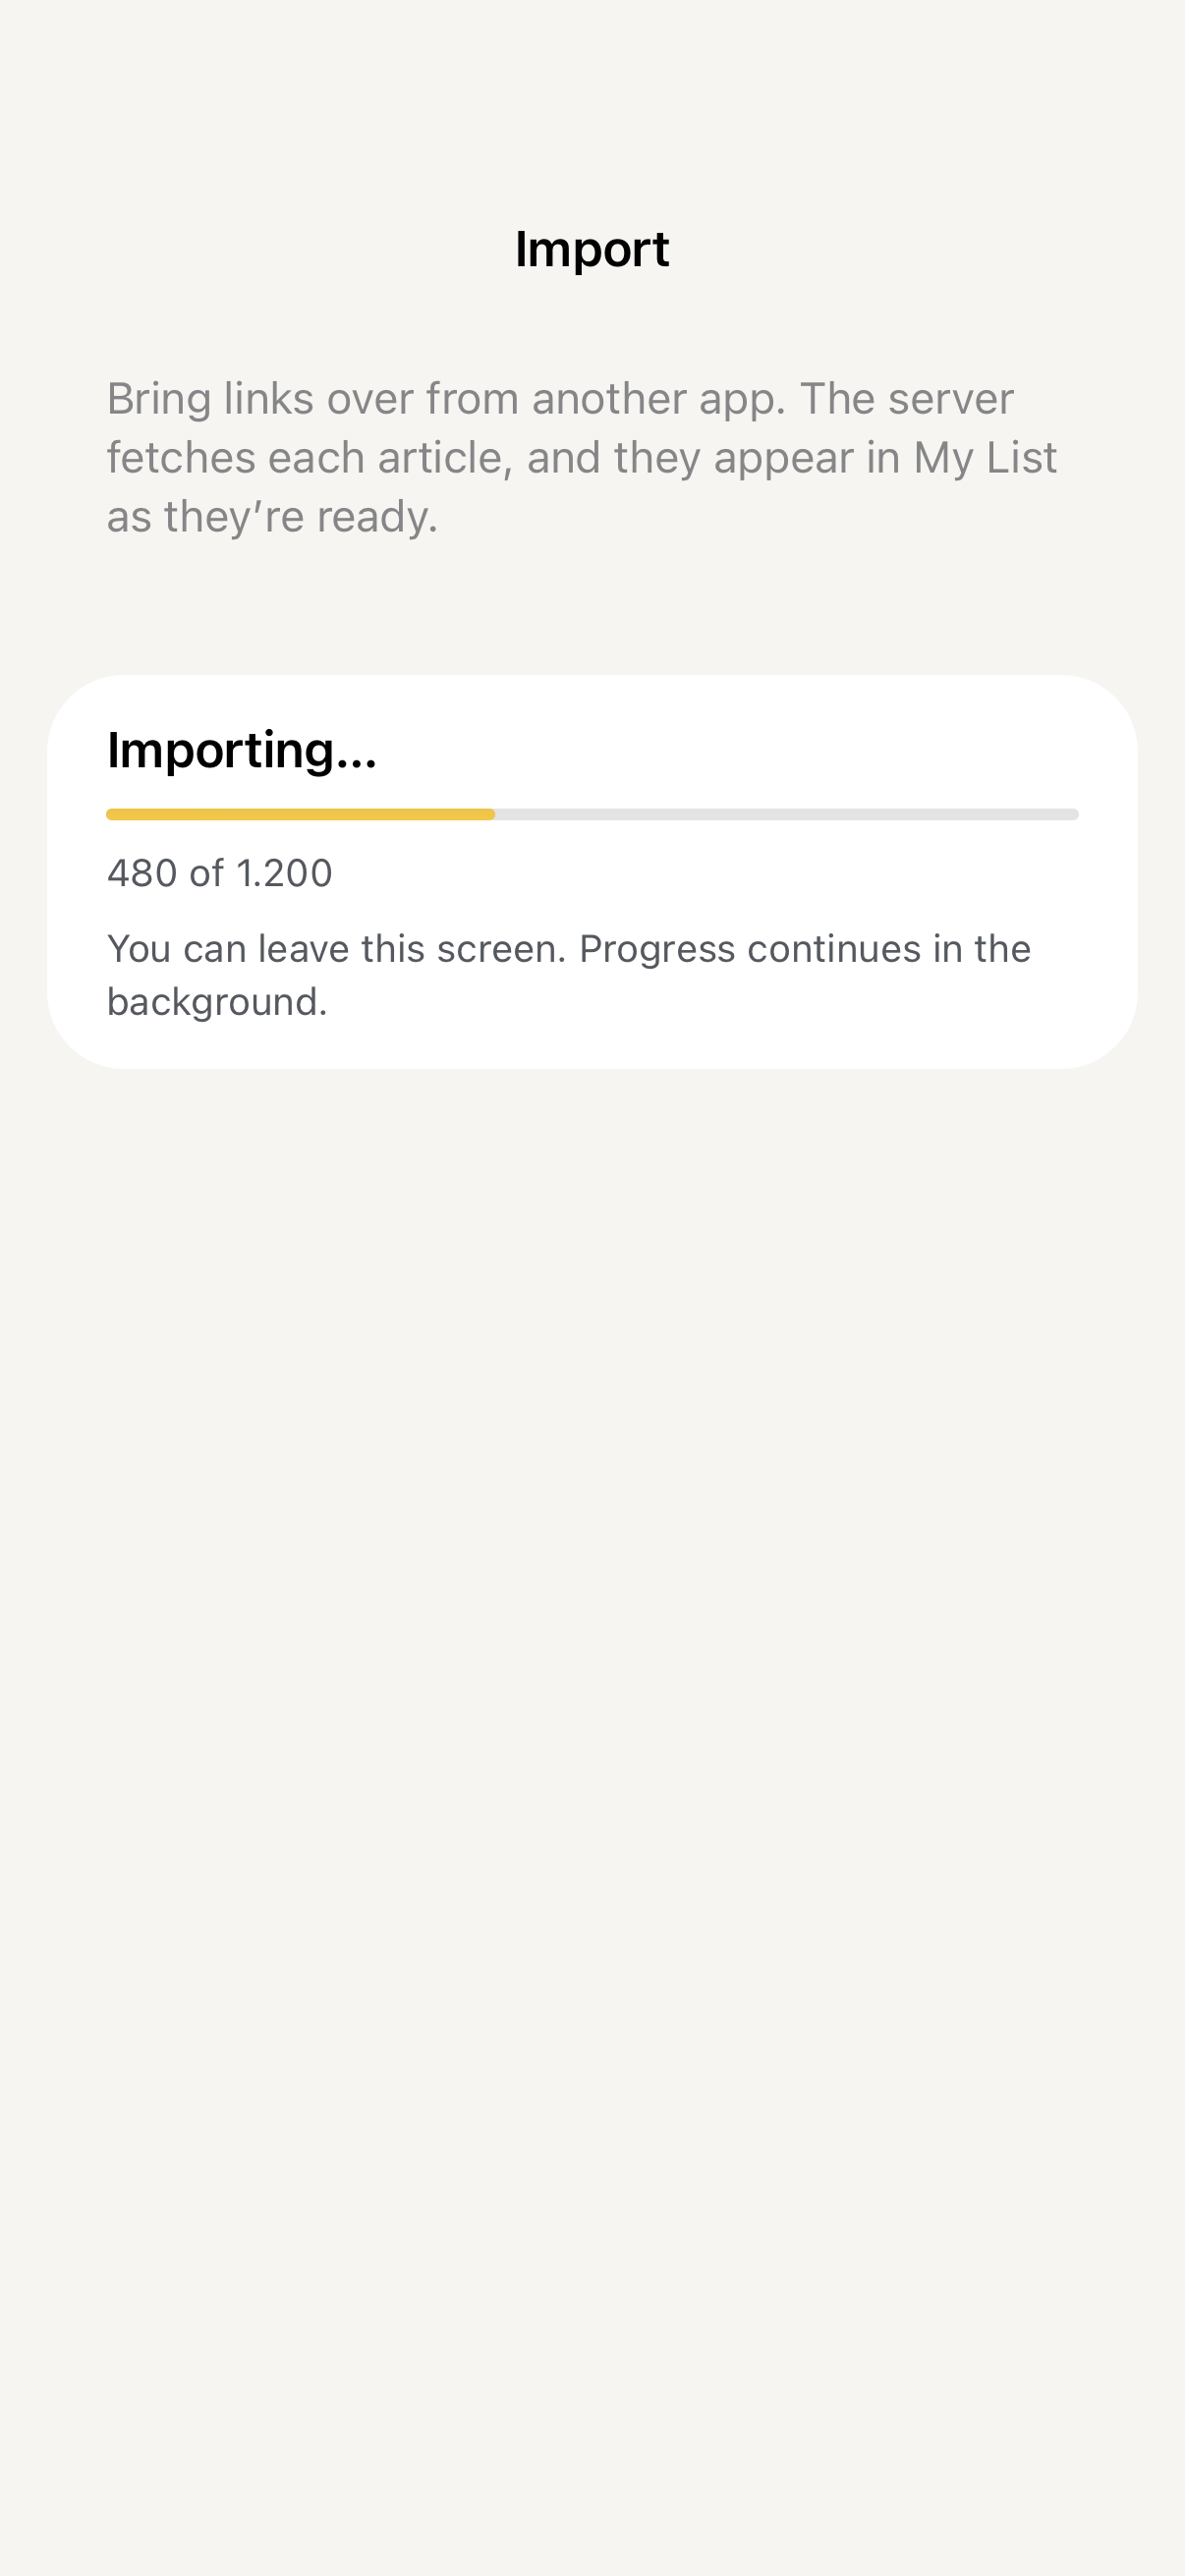 Import
Bring links over from another app. The server
fetches each article, and they appear in My List
as they’re ready.
Importing...
480 of 1.200
You can leave this screen. Progress continues in the
background.